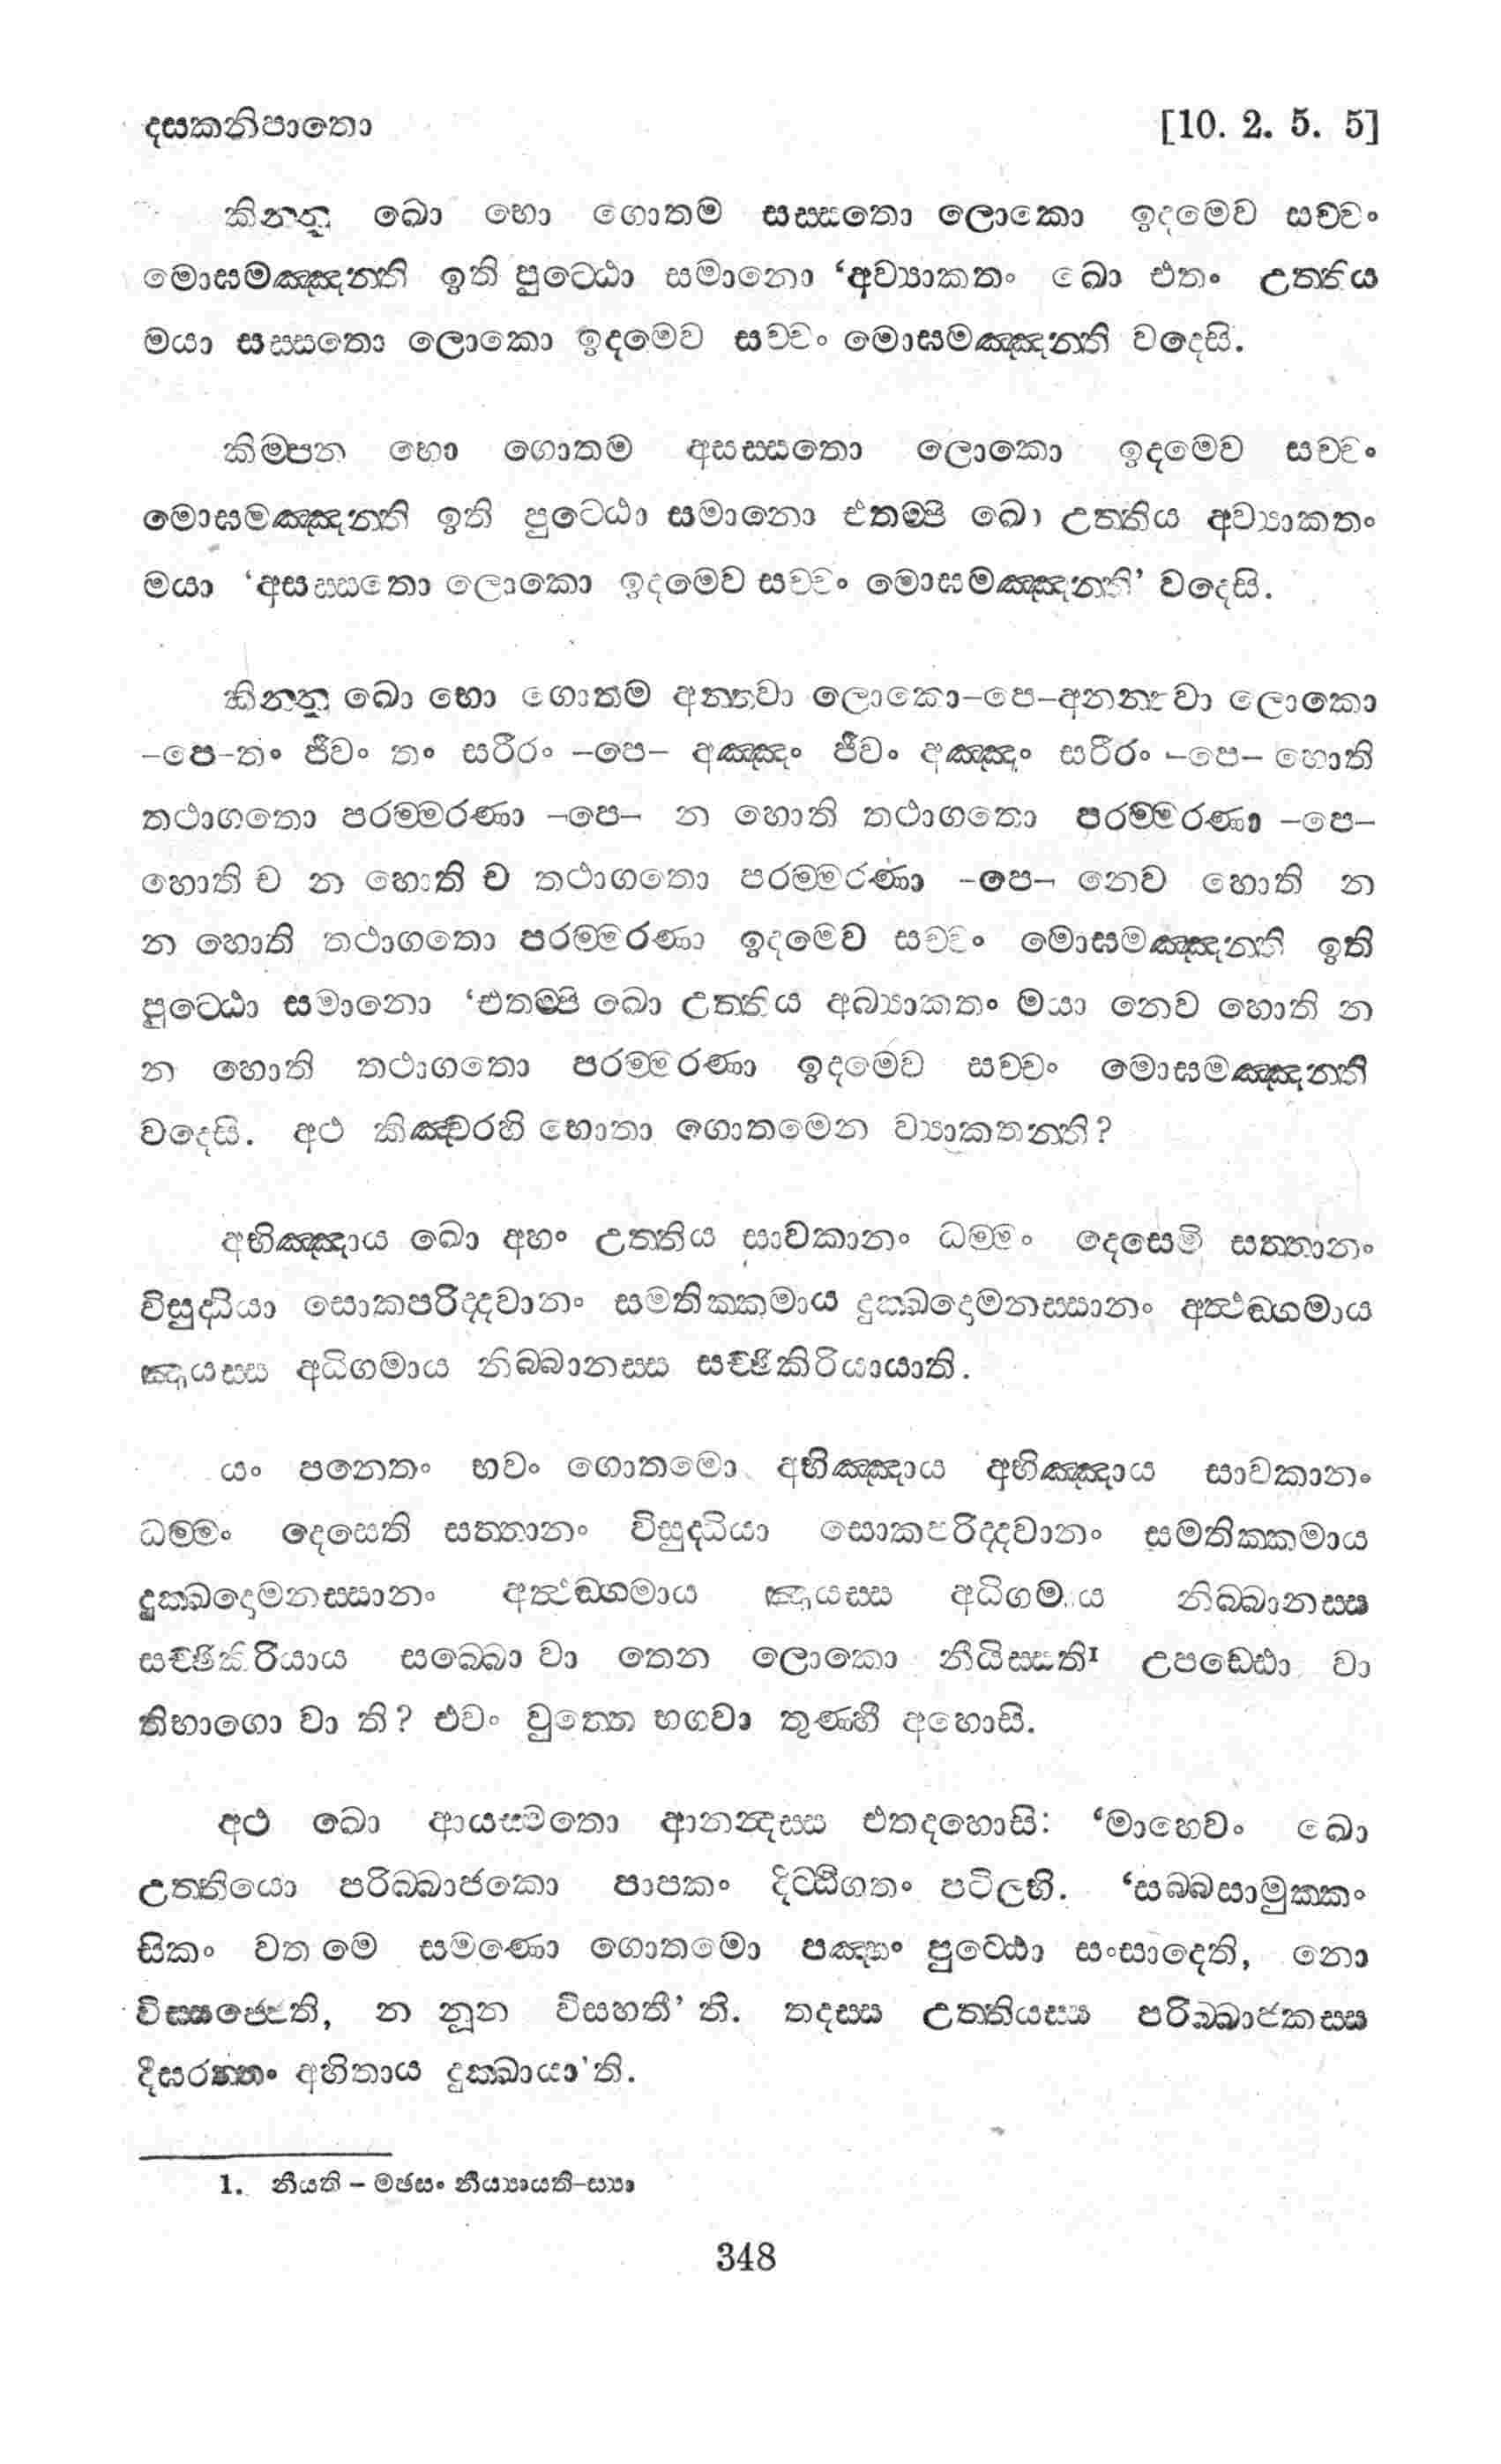 දසකනිපාතො [10. 2. 5. 5]
කින්නු ඛො භො ගොතම සස්සතො ලොකො ඉදමෙව සච්චං
මොඝමඤ්ඤන්ති ඉති පුට්ඨො සමානො ‘අව්‍යාකතං ඛො එතං උත්තිය
මයා සස්සතො ලොකො ඉදමෙව සච්චං මොඝමඤ්ඤන්ති වදෙසි.
කිම්පන භො ගොතම අසස්සතො ලොකො ඉදමෙව සච්චං
මොඝමඤ්ඤන්ති ඉති පුට්ඨො සමානො එතම්පි ඛො උත්තිය අව්‍යාකතං
මයා ‘අසස්සතො ලොකො ඉදමෙව සච්චං මොඝමඤ්ඤන්ති’ වදෙසි.
කින්නු ඛො භො ගොතම අන්තවා ලොකො–පෙ–අනන්තවා ලොකො
–පෙ–තං ජීවං තං සරීරං –පෙ– අඤ්ඤං ජීවං අඤ්ඤං සරීරං –පෙ– හොති
තථාගතො පරම්මරණා –පෙ– න හොති තථාගතො පරම්මරණා –පෙ–
හොති ච න හොති ච තථාගතො පරම්මරණා –පෙ– නෙව හොති න
න හොති තථාගතො පරම්මරණා ඉදමෙව සච්චං මොඝමඤ්ඤන්ති ඉති
පුට්ඨො සමානො ‘එතම්පි ඛො උත්තිය අබ්‍යාකතං මයා නෙව හොති න
න හොති තථාගතො පරම්මරණා ඉදමෙව සච්චං මොඝමඤ්ඤන්ති
වදෙසි. අථ කිඤ්චරහි භොතා ගොතමෙන ව්‍යාකතන්ති?
අභිඤ්ඤාය ඛො අහං උත්තිය සාවකානං ධම්මං දෙසෙමි සත්තානං
විසුද්ධියා සොකපරිද්දවානං සමතික්කමාය දුක්ඛදොමනස්සානං අත්ථඞ්ගමාය
ඤායස්ස අධිගමාය නිබ්බානස්ස සච්ඡිකිරියායාති.
යං පනෙතං භවං ගොතමො අභිඤ්ඤාය අභිඤ්ඤාය සාවකානං
ධම්මං දෙසෙති සත්තානං විසුද්ධියා සොකපරිද්දවානං සමතික්කමාය
දුක්ඛදොමනස්සානං අත්ථඞ්ගමාය ඤායස්ස අධිගමාය නිබ්බානස්ස
සච්ඡිකිරියාය සබ්බො වා තෙන ලොකො නීයිස්සති¹ උපඩ්ඪො වා
තිභාගො වා ති? එවං වුත්තෙ භගවා තුණ්හී අහොසි.
අථ ඛො ආයස්මතො ආනන්දස්ස එතදහොසි: ‘මාහෙවං ඛො
උත්තියො පරිබ්බාජකො පාපකං දිට්ඨිගතං පටිලභි. ‘සබ්බසාමුක්කං
සිකං වත මෙ සමණො ගොතමො පඤ්හං පුට්ඨො සංසාදෙති, නො
විස්සජ්ජෙති, න නූන විසහතී’ ති. තදස්ස උත්තියස්ස පරිබ්බාජකස්ස
දීඝරත්තං අහිතාය දුක්ඛායා’ති.
1. නීයති – මඡසං නීය්‍යායති–ස්‍යා
348